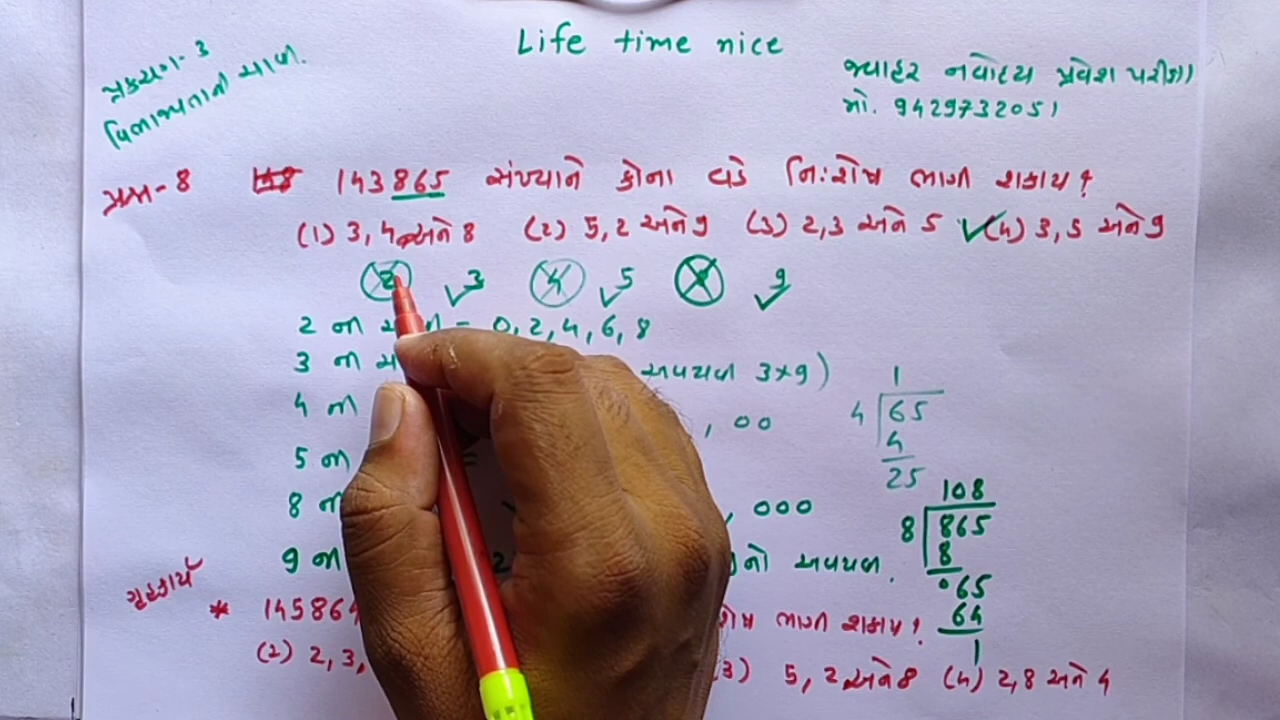 Life time nice
પ્રકરણ-3
વિભાજ્યતાની ચાવી.
જવાહર નવોદય પ્રવેશ પરીક્ષા
મો. 9429732051
પ્રશ્ન-8 143865 સંખ્યાને કોના વડે નિઃશેષ ભાગી શકાય?
(1) 3, 4 અને 8 (2) 5, 2 અને 9 (3) 2, 3 અને 5 ✓(4) 3, 5 અને 9
2 3 4 5 9
2 ની - 0, 2, 4, 6, 8
3 ની અવયવ 3×9)
4 ની , 00
5 ની
8 , 000
9 ની અવયવ.
1
4 65
4
25
108
8 865
8
065
64
1
ગૃહકાર્ય
* 14586 ભાગી શકાય?
(2) 2, 3, (3) 5, 2 અને 8 (4) 2, 8 અને 4